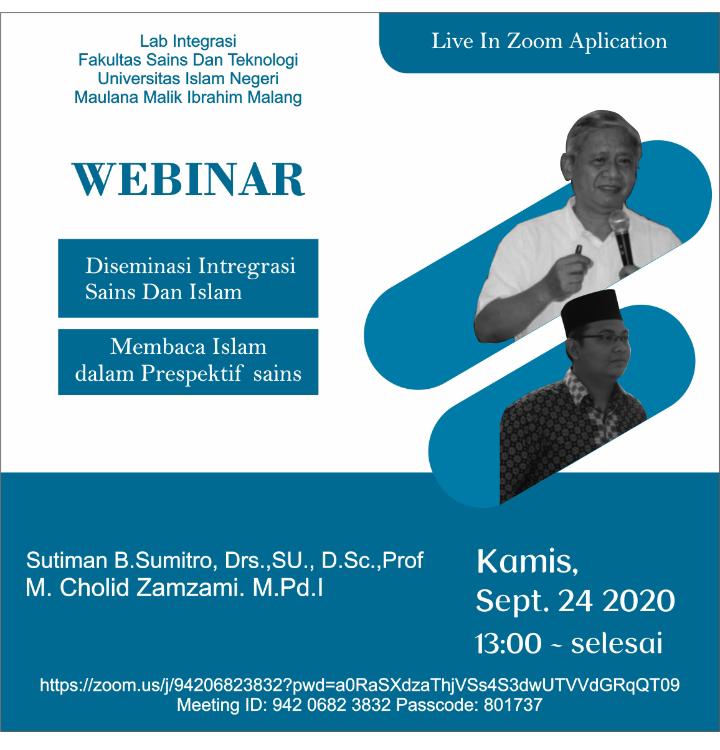 Lab Integrasi
Fakultas Sains Dan Teknologi
Universitas Islam Negeri
Maulana Malik Ibrahim Malang
Live In Zoom Aplication
WEBINAR
Diseminasi Intregrasi
Sains Dan Islam
Membaca Islam
dalam Prespektif sains
Sutiman B.Sumitro, Drs.,SU., D.Sc.,Prof
M. Cholid Zamzami. M.Pd.I
Kamis,
Sept. 24 2020
13:00 ~ selesai
https://zoom.us/j/94206823832?pwd=a0RaSXdzaThjVSs4S3dwUTVVdGRqQT09
Meeting ID: 942 0682 3832 Passcode: 801737